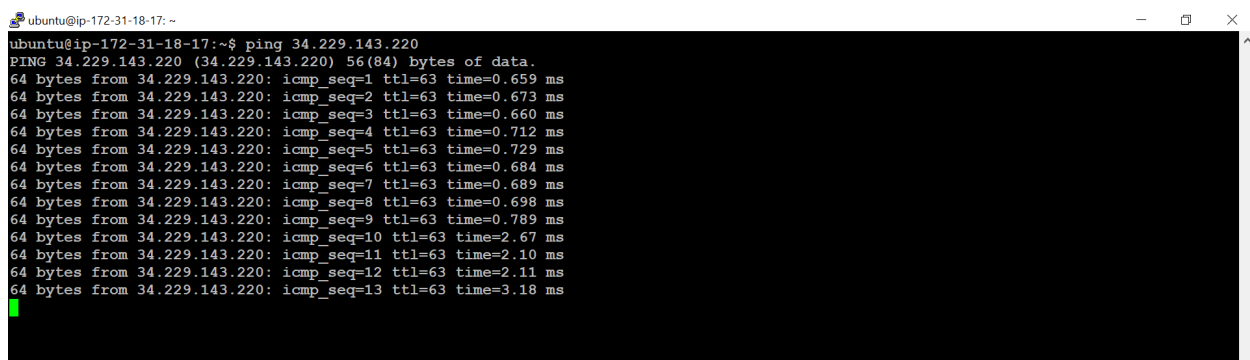 ubuntu@ip-172-31-18-17: ~
ubuntu@ip-172-31-18-17:~$ ping 34.229.143.220
PING 34.229.143.220 (34.229.143.220) 56(84) bytes of data.
64 bytes from 34.229.143.220: icmp_seq=1 ttl=63 time=0.659 ms
64 bytes from 34.229.143.220: icmp_seq=2 ttl=63 time=0.673 ms
64 bytes from 34.229.143.220: icmp_seq=3 ttl=63 time=0.660 ms
64 bytes from 34.229.143.220: icmp_seq=4 ttl=63 time=0.712 ms
64 bytes from 34.229.143.220: icmp_seq=5 ttl=63 time=0.729 ms
64 bytes from 34.229.143.220: icmp_seq=6 ttl=63 time=0.684 ms
64 bytes from 34.229.143.220: icmp_seq=7 ttl=63 time=0.689 ms
64 bytes from 34.229.143.220: icmp_seq=8 ttl=63 time=0.698 ms
64 bytes from 34.229.143.220: icmp_seq=9 ttl=63 time=0.789 ms
64 bytes from 34.229.143.220: icmp_seq=10 ttl=63 time=2.67 ms
64 bytes from 34.229.143.220: icmp_seq=11 ttl=63 time=2.10 ms
64 bytes from 34.229.143.220: icmp_seq=12 ttl=63 time=2.11 ms
64 bytes from 34.229.143.220: icmp_seq=13 ttl=63 time=3.18 ms